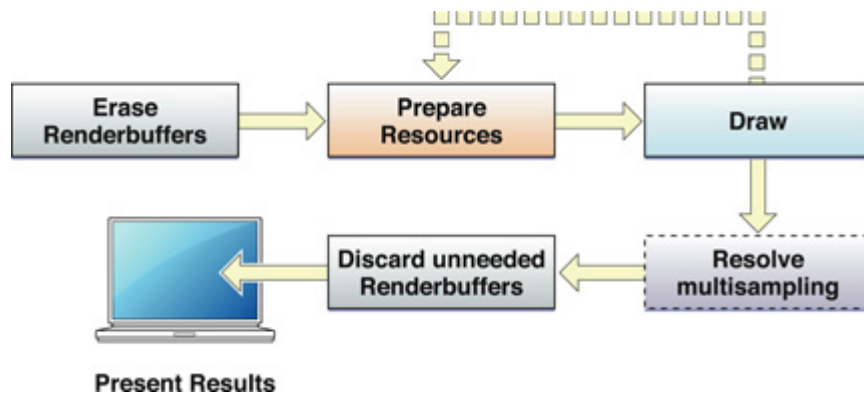 Erase
Renderbuffers
Prepare
Resources
Draw
Resolve
multisampling
Discard unneeded
Renderbuffers
Present Results